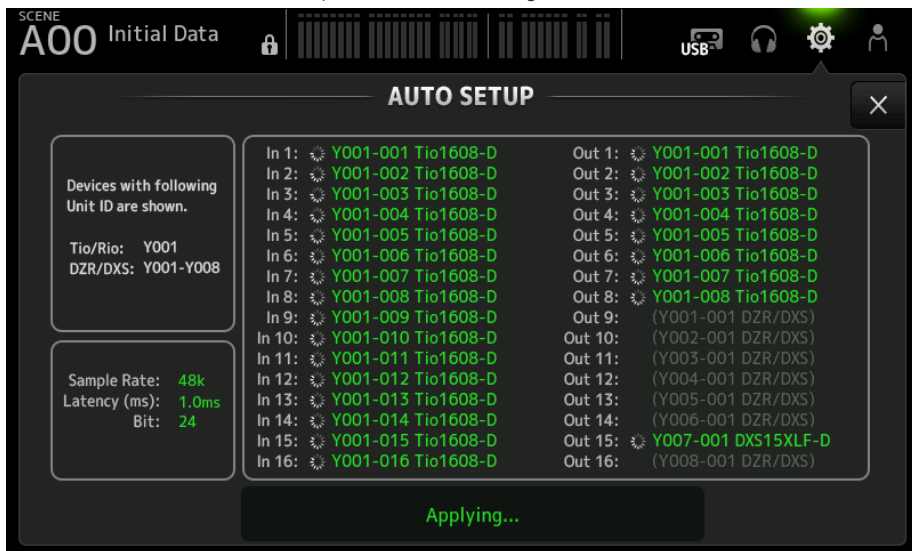 SCENE
A00 Initial Data
USB
AUTO SETUP
Devices with following
Unit ID are shown.
Tio/Rio: Y001
DZR/DXS: Y001-Y008
Sample Rate: 48k
Latency (ms): 1.0ms
Bit: 24
In 1: Y001-001 Tio1608-D
In 2: Y001-002 Tio1608-D
In 3: Y001-003 Tio1608-D
In 4: Y001-004 Tio1608-D
In 5: Y001-005 Tio1608-D
In 6: Y001-006 Tio1608-D
In 7: Y001-007 Tio1608-D
In 8: Y001-008 Tio1608-D
In 9: Y001-009 Tio1608-D
In 10: Y001-010 Tio1608-D
In 11: Y001-011 Tio1608-D
In 12: Y001-012 Tio1608-D
In 13: Y001-013 Tio1608-D
In 14: Y001-014 Tio1608-D
In 15: Y001-015 Tio1608-D
In 16: Y001-016 Tio1608-D
Out 1: Y001-001 Tio1608-D
Out 2: Y001-002 Tio1608-D
Out 3: Y001-003 Tio1608-D
Out 4: Y001-004 Tio1608-D
Out 5: Y001-005 Tio1608-D
Out 6: Y001-006 Tio1608-D
Out 7: Y001-007 Tio1608-D
Out 8: Y001-008 Tio1608-D
Out 9: (Y001-001 DZR/DXS)
Out 10: (Y002-001 DZR/DXS)
Out 11: (Y003-001 DZR/DXS)
Out 12: (Y004-001 DZR/DXS)
Out 13: (Y005-001 DZR/DXS)
Out 14: (Y006-001 DZR/DXS)
Out 15: Y007-001 DXS15XLF-D
Out 16: (Y008-001 DZR/DXS)
Applying...